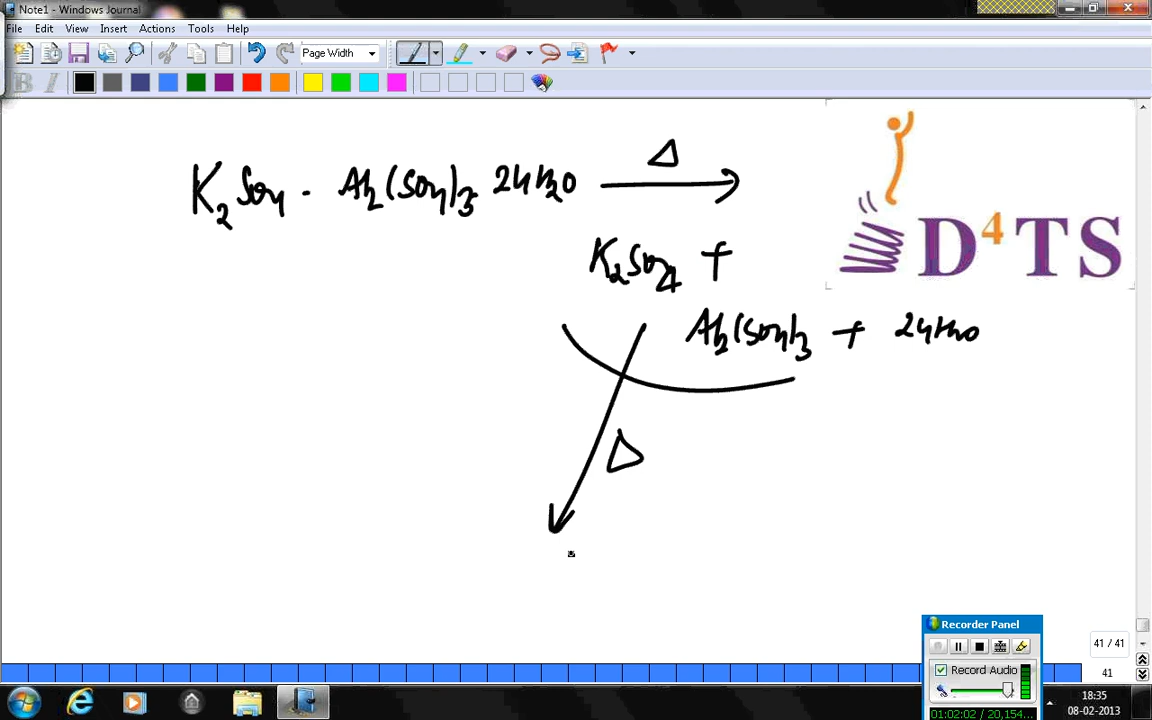 Note1 - Windows Journal
File Edit View Insert Actions Tools Help
Page Width
B I
K2SO4 - Al2(SO4)3 24H2O Δ
D4TS
K2SO4 +
Al2(SO4)3 + 24H2O
Δ
Recorder Panel
Record Audio
01:02:02 / 20,154...
41 / 41
41
18:35
08-02-2013